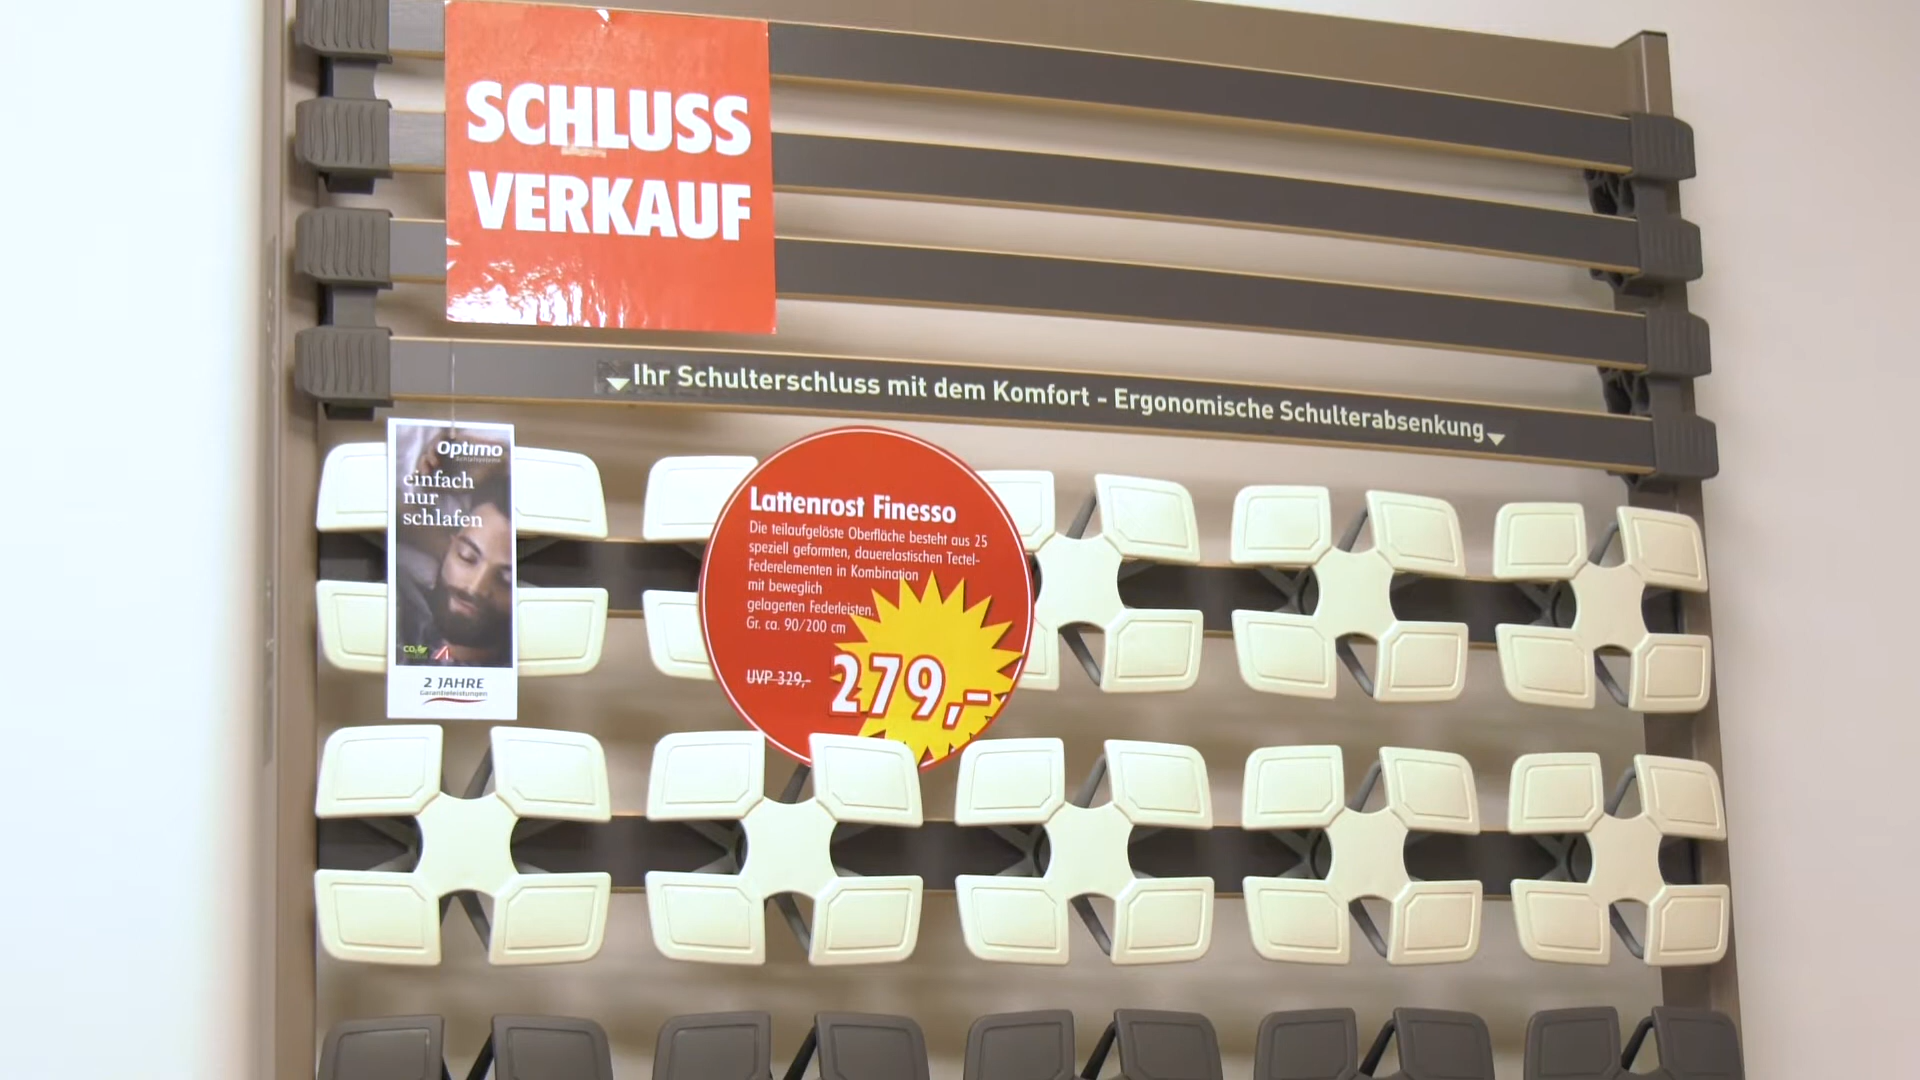 SCHLUSS
VERKAUF
Ihr Schulterschluss mit dem Komfort - Ergonomische Schulterabsenkung
Optimo
einfach
nur
schlafen
CO₂
2 JAHRE
Garantieleistungen
Lattenrost Finesso
Die teilaufgelöste Oberfläche besteht aus 25
speziell geformten, dauerelastischen Tectel-
Federelementen in Kombination
mit beweglich
gelagerten Federleisten.
Gr. ca. 90/200 cm
UVP 329,-
279,-